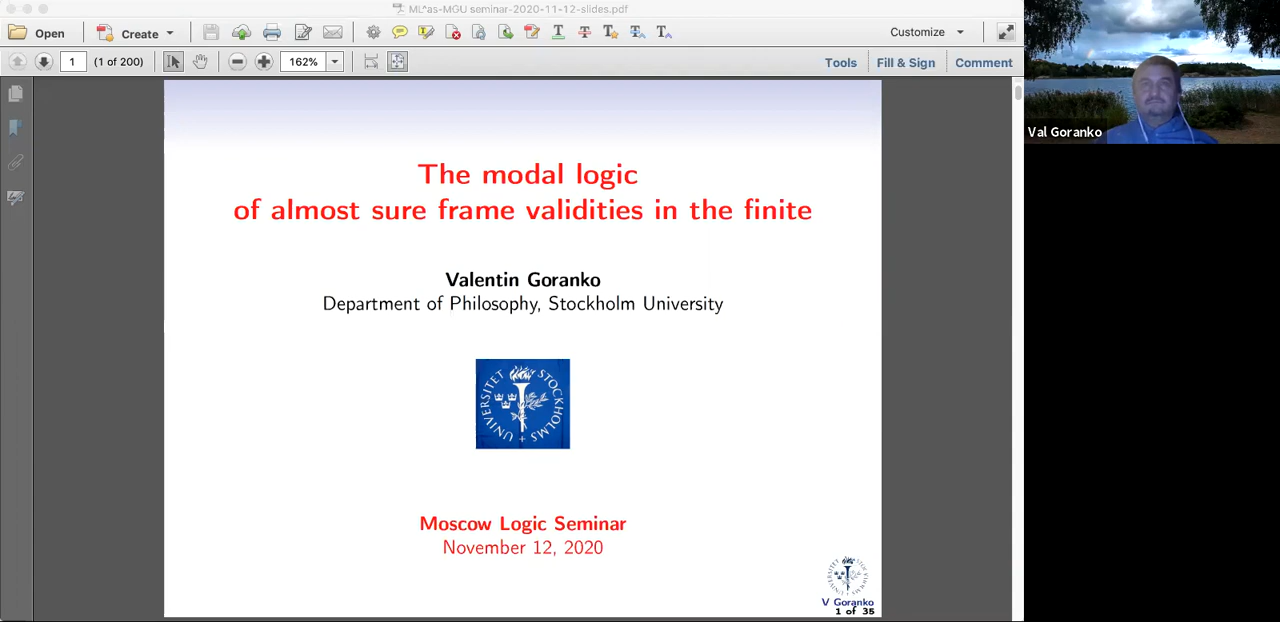 ML^as-MGU seminar-2020-11-12-slides.pdf
Open
Create
Customize
1
(1 of 200)
162%
Tools
Fill & Sign
Comment
Val Goranko
The modal logic
of almost sure frame validities in the finite
Valentin Goranko
Department of Philosophy, Stockholm University
STOCKHOLMS UNIVERSITET
Moscow Logic Seminar
November 12, 2020
V Goranko
1 of 35